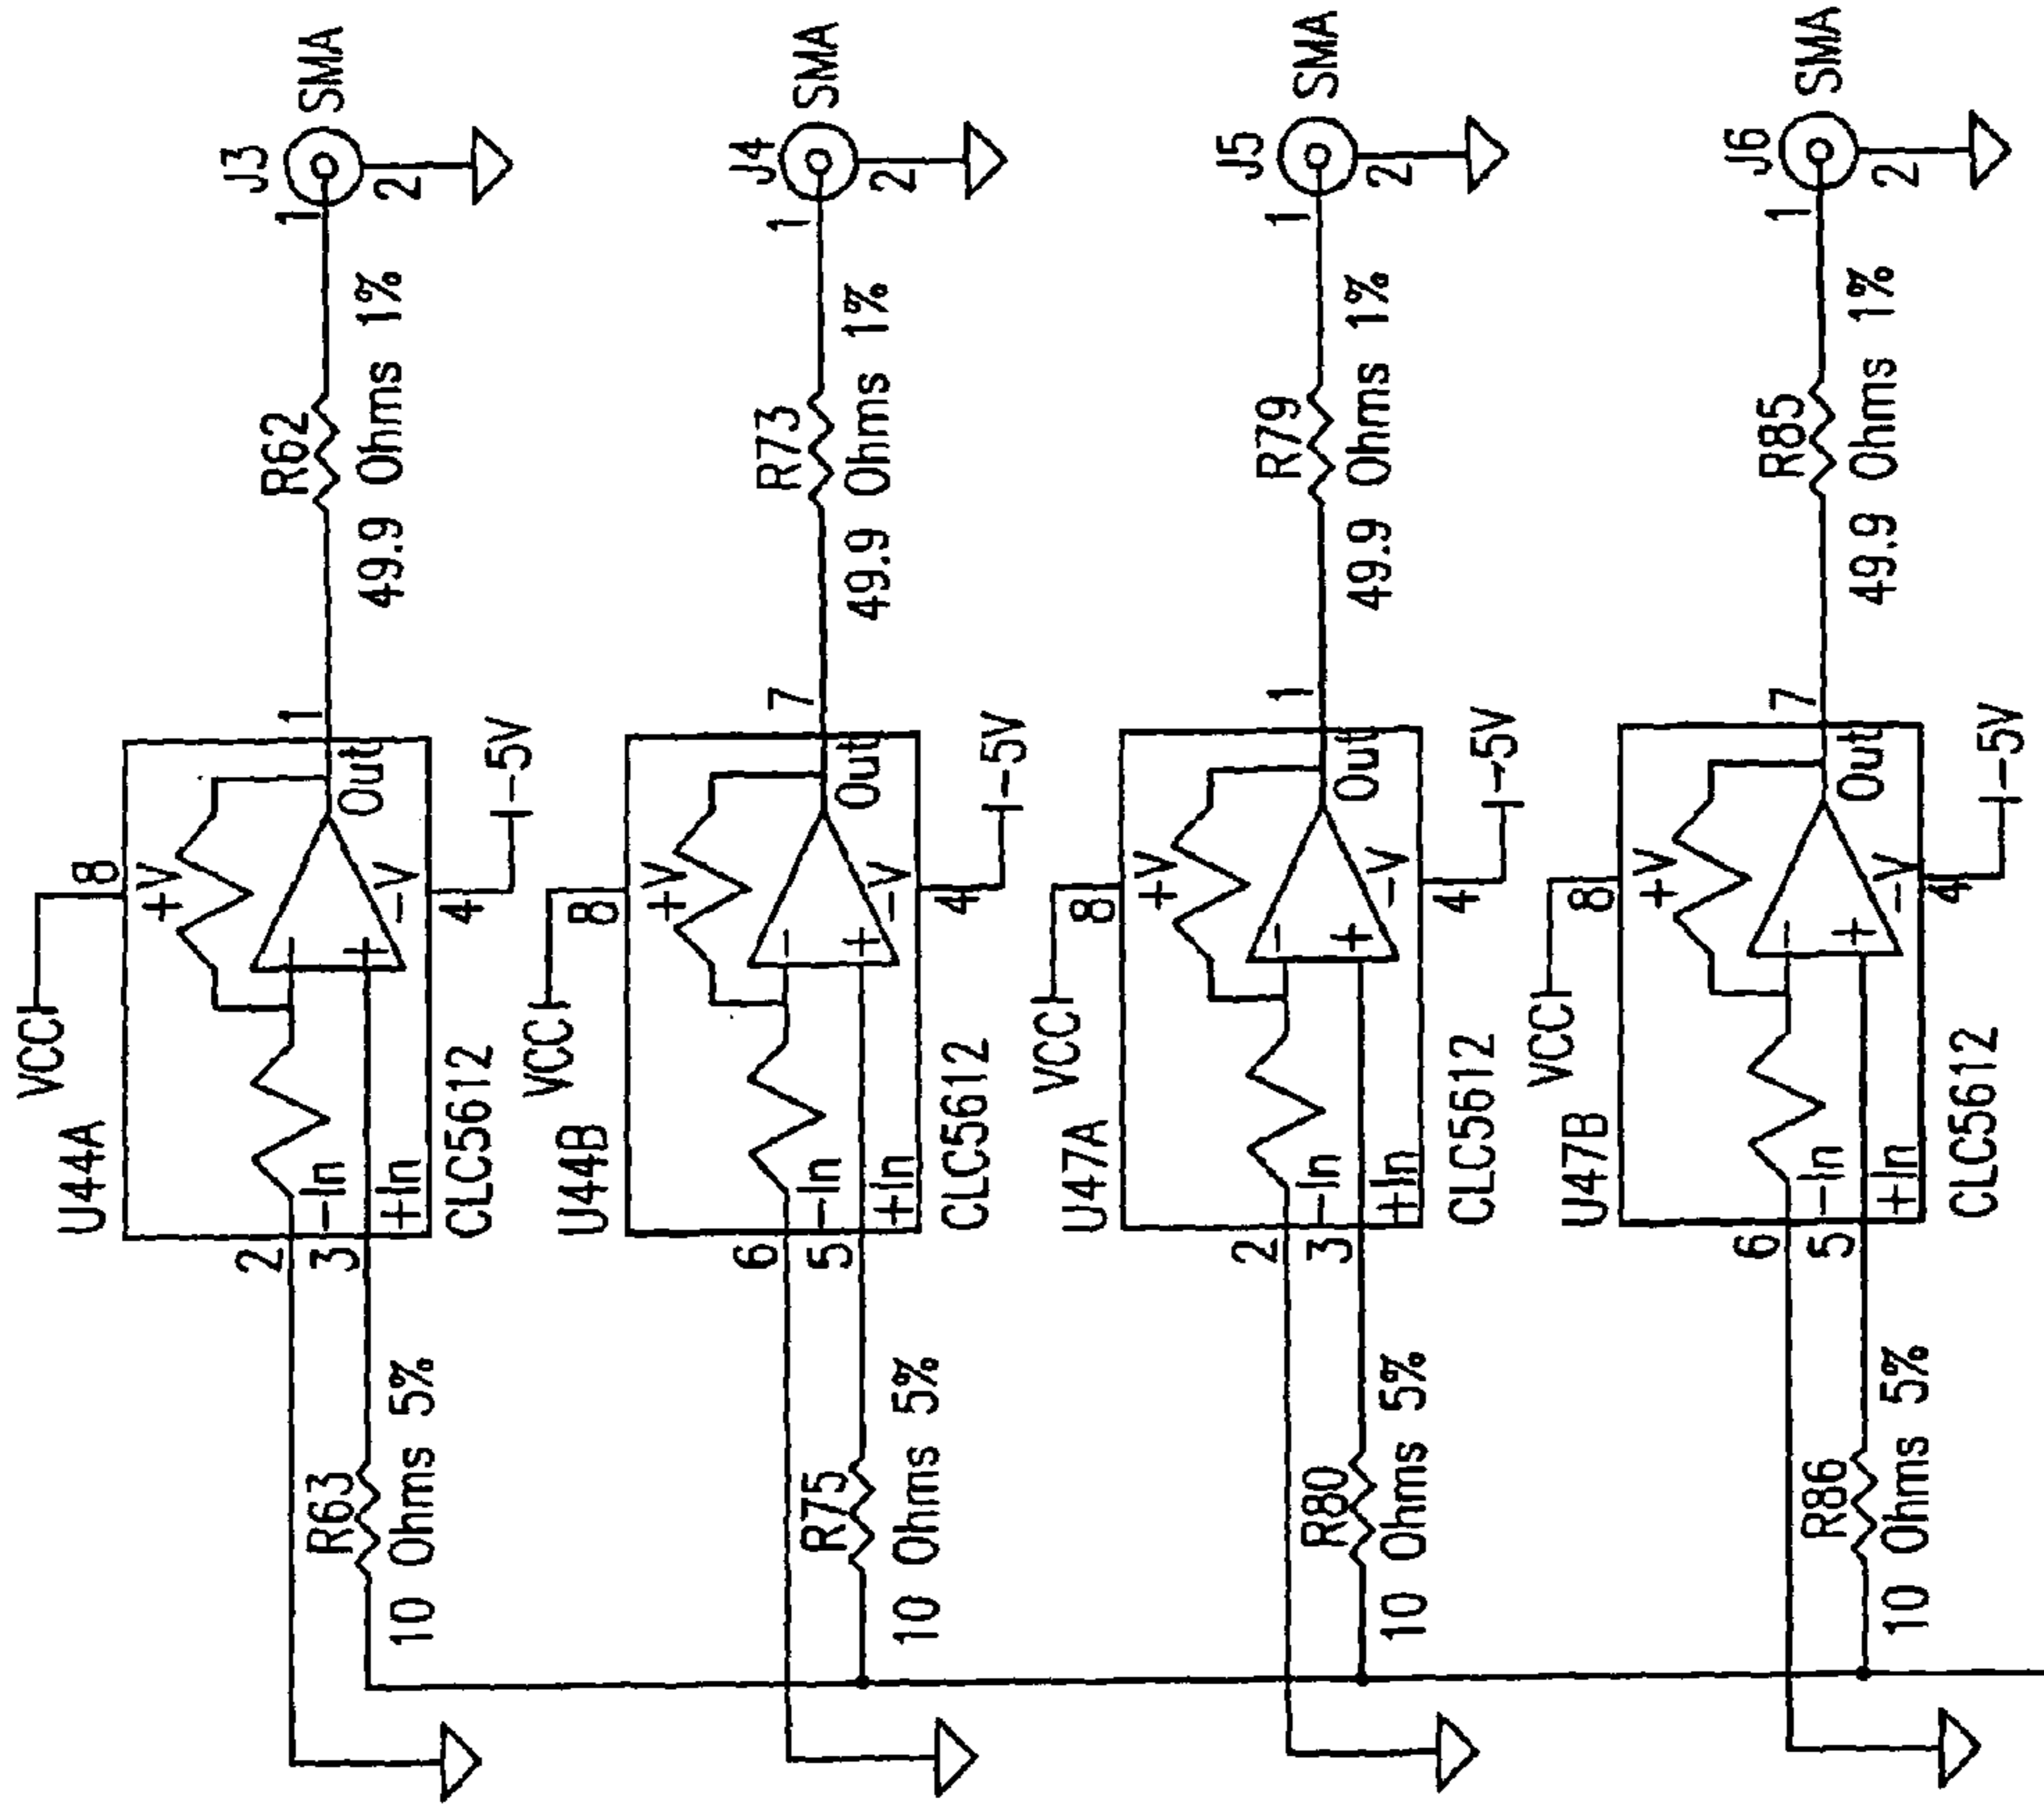 J3
SMA
1
2
R62
49.9 Ohms 1%
VCC
8
U44A
+V
1
Out
-V
4
-5V
2
-In
3
+In
CLC5612
R63
10 Ohms 5%
J4
SMA
1
2
R73
49.9 Ohms 1%
VCC
8
U44B
+V
7
Out
-V
4
-5V
6
-In
5
+In
CLC5612
R75
10 Ohms 5%
J5
SMA
1
2
R79
49.9 Ohms 1%
VCC
8
U47A
+V
1
Out
-V
4
-5V
2
-In
3
+In
CLC5612
R80
10 Ohms 5%
J6
SMA
1
2
R85
49.9 Ohms 1%
VCC
8
U47B
+V
7
Out
-V
4
-5V
6
-In
5
+In
CLC5612
R86
10 Ohms 5%